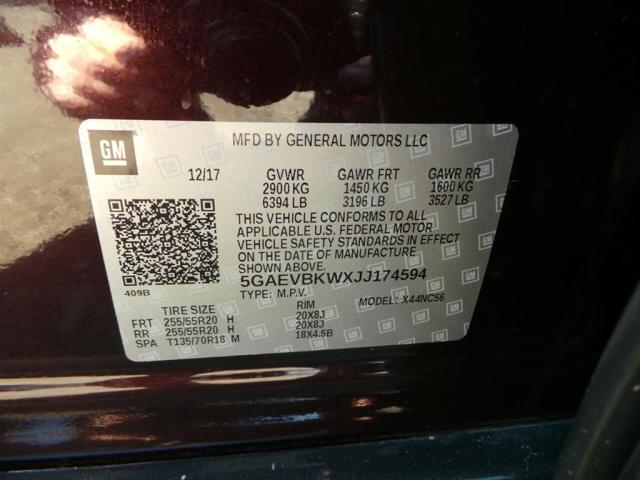 GM
MFD BY GENERAL MOTORS LLC
12/17 GVWR GAWR FRT GAWR RR
2900 KG 1450 KG 1600 KG
6394 LB 3196 LB 3527 LB
THIS VEHICLE CONFORMS TO ALL
APPLICABLE U.S. FEDERAL MOTOR
VEHICLE SAFETY STANDARDS IN EFFECT
ON THE DATE OF MANUFACTURE
SHOWN ABOVE.
409B 5GAEVBKWXJJ174594
TYPE: M.P.V. MODEL: X44NC56
TIRE SIZE RIM
FRT 255/55R20 H 20X8J
RR 255/55R20 H 20X8J
SPA T135/70R18 M 18X4.5B